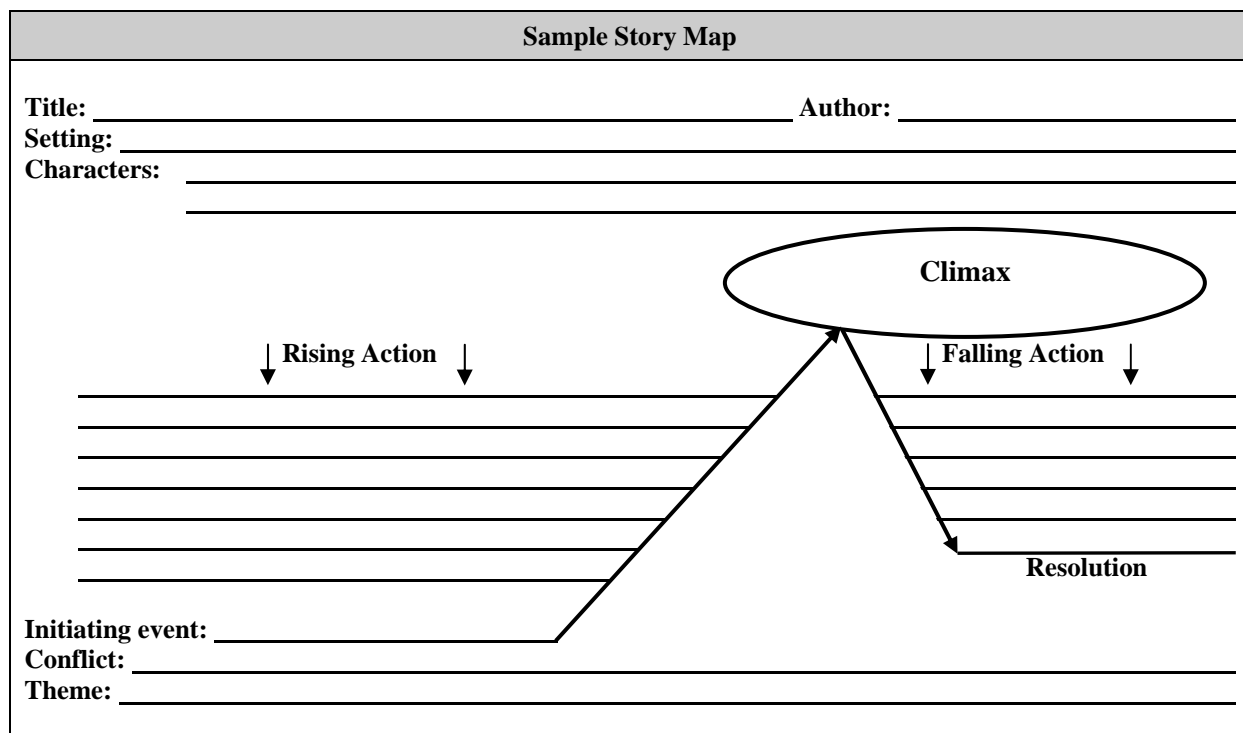 Sample Story Map
Title: Author:
Setting:
Characters:
Climax
Rising Action Falling Action
Resolution
Initiating event:
Conflict:
Theme: